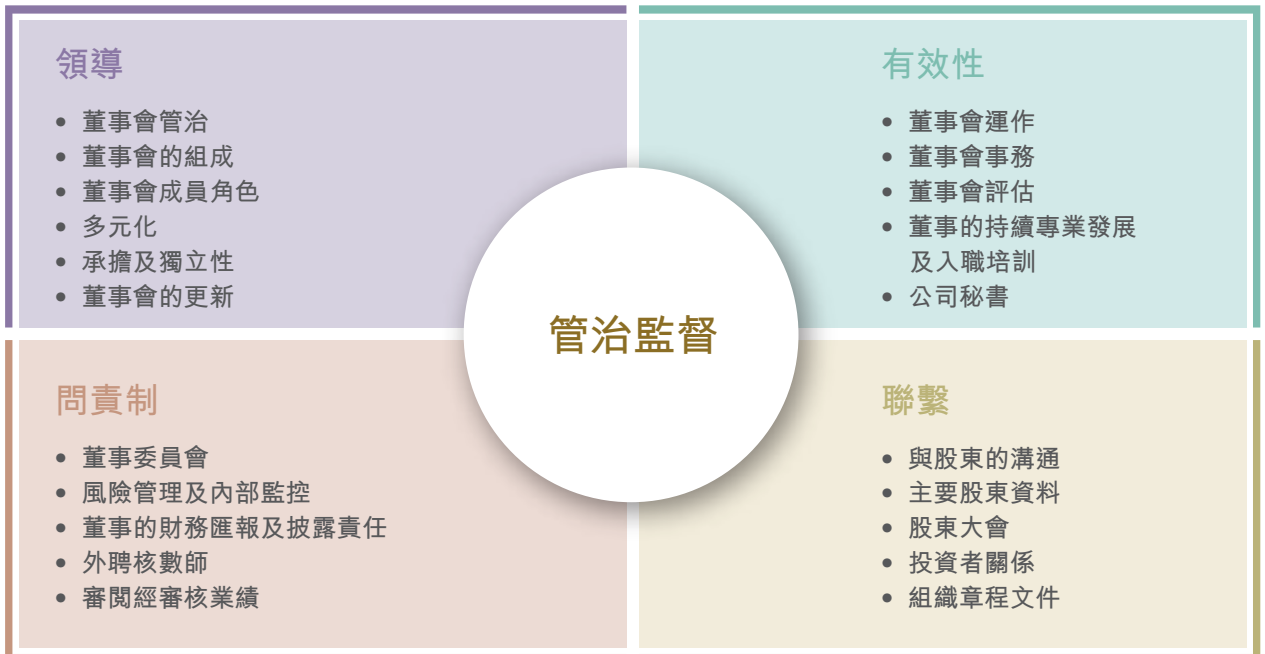 領導
• 董事會管治
• 董事會的組成
• 董事會成員角色
• 多元化
• 承擔及獨立性
• 董事會的更新
有效性
• 董事會運作
• 董事會事務
• 董事會評估
• 董事的持續專業發展
及入職培訓
• 公司秘書
管治監督
問責制
• 董事委員會
• 風險管理及內部監控
• 董事的財務匯報及披露責任
• 外聘核數師
• 審閱經審核業績
聯繫
• 與股東的溝通
• 主要股東資料
• 股東大會
• 投資者關係
• 組織章程文件